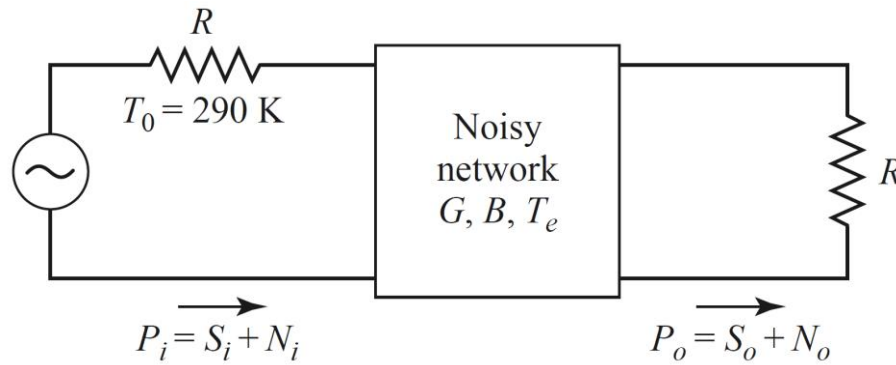 R
T₀ = 290 K
Noisy
network
G, B, Tₑ
R
Pᵢ = Sᵢ + Nᵢ
Pₒ = Sₒ + Nₒ